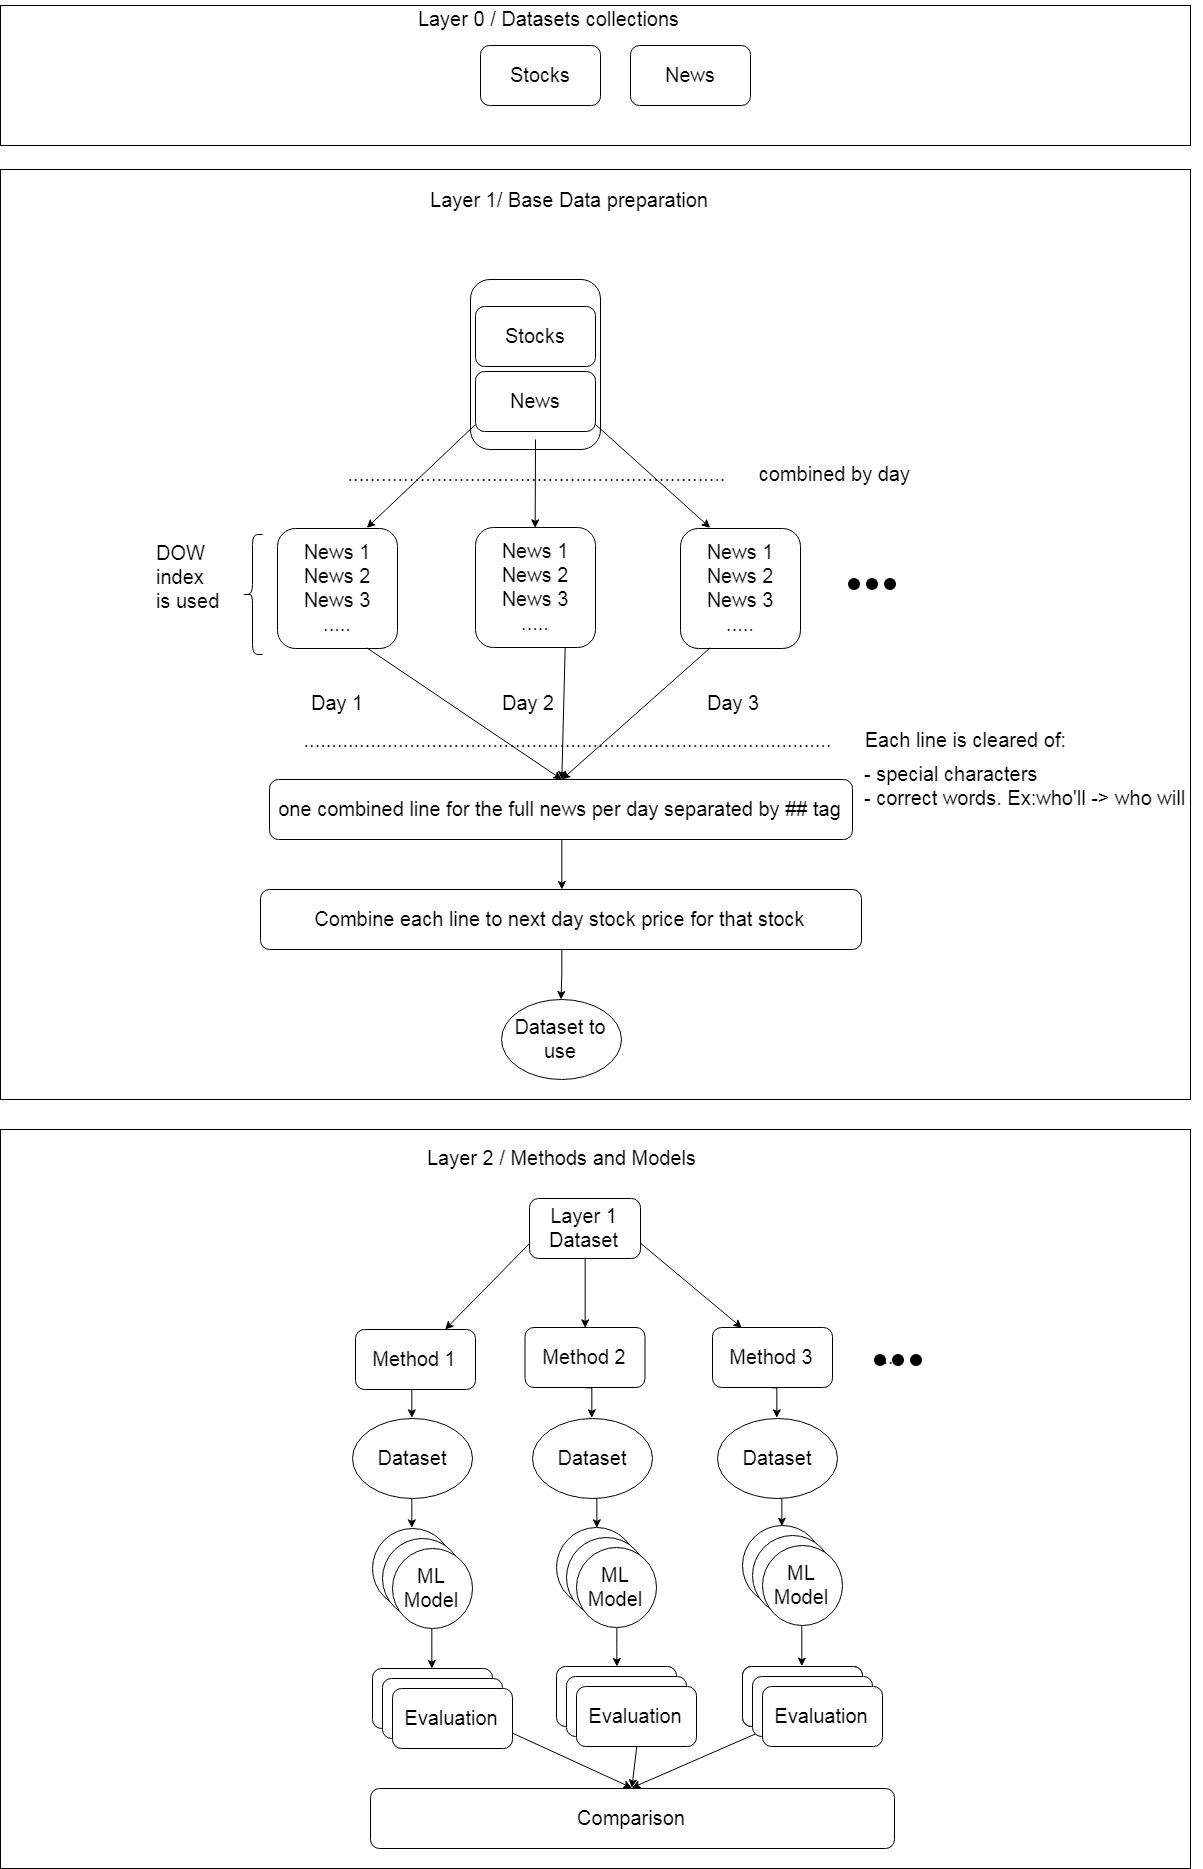 Layer 0 / Datasets collections
Stocks
News
Layer 1/ Base Data preparation
Stocks
News
combined by day
DOW
index
is used
News 1
News 2
News 3
.....
News 1
News 2
News 3
.....
News 1
News 2
News 3
.....
Day 1
Day 2
Day 3
Each line is cleared of:
- special characters
- correct words. Ex:who'll -> who will
one combined line for the full news per day separated by ## tag
Combine each line to next day stock price for that stock
Dataset to
use
Layer 2 / Methods and Models
Layer 1
Dataset
Method 1
Method 2
Method 3
Dataset
Dataset
Dataset
ML
Model
ML
Model
ML
Model
Evaluation
Evaluation
Evaluation
Comparison